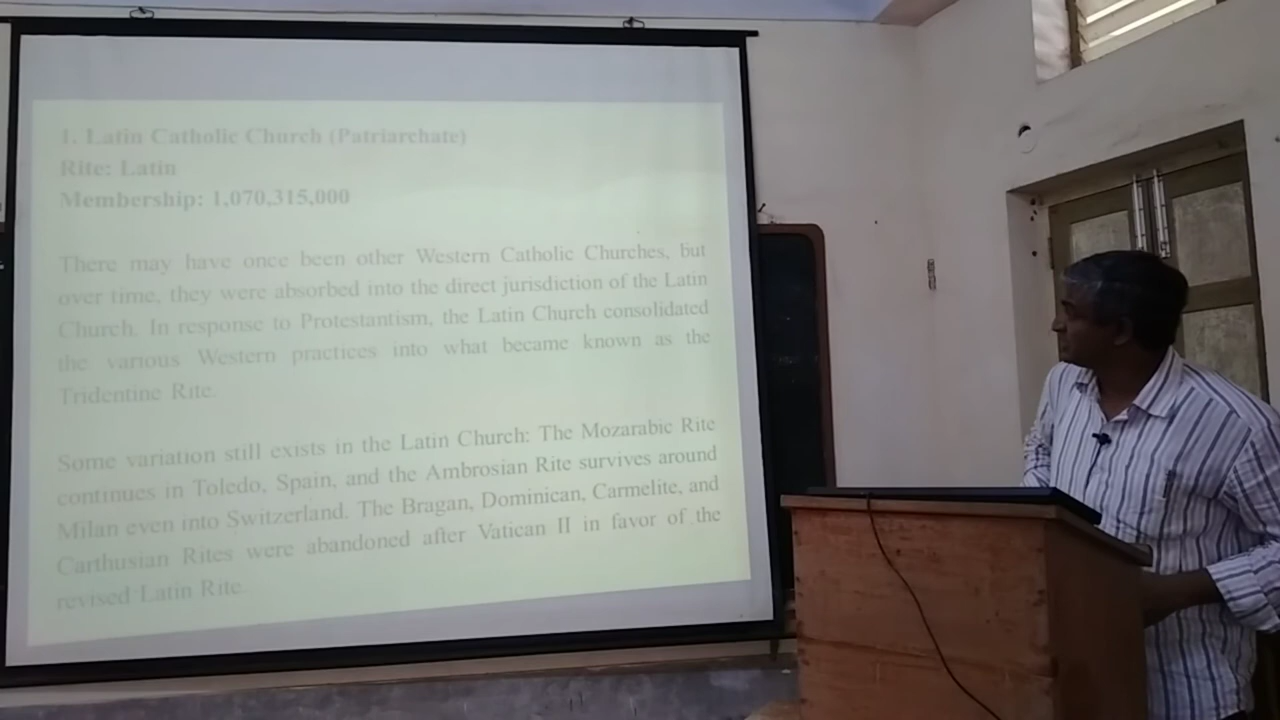 1. Latin Catholic Church (Patriarchate)
Rite: Latin
Membership: 1,070,315,000
There may have once been other Western Catholic Churches, but
over time, they were absorbed into the direct jurisdiction of the Latin
Church. In response to Protestantism, the Latin Church consolidated
the various Western practices into what became known as the
Tridentine Rite.
Some variation still exists in the Latin Church: The Mozarabic Rite
continues in Toledo, Spain, and the Ambrosian Rite survives around
Milan even into Switzerland. The Bragan, Dominican, Carmelite, and
Carthusian Rites were abandoned after Vatican II in favor of the
revised Latin Rite.